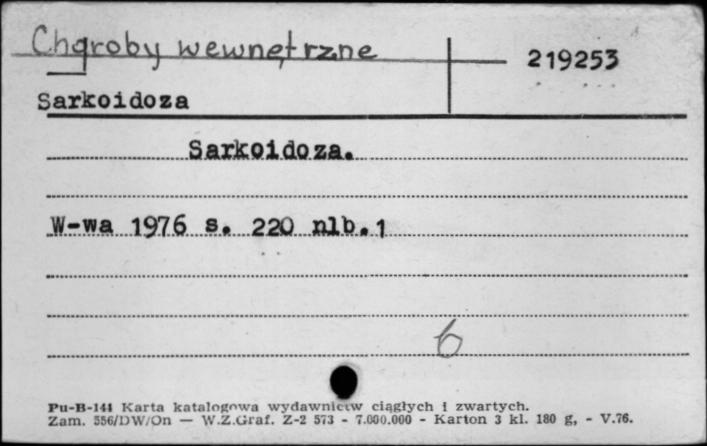 Choroby wewnętrzne
219253
Sarkoidoza
Sarkoidoza.
W-wa 1976 s. 220 nlb.1
6
Pu-B-144 Karta katalogowa wydawnictw ciągłych i zwartych.
Zam. 556/DW/On — W.Z.Graf. Z-2 573 - 7.000.000 - Karton 3 kl. 180 g, - V.76.